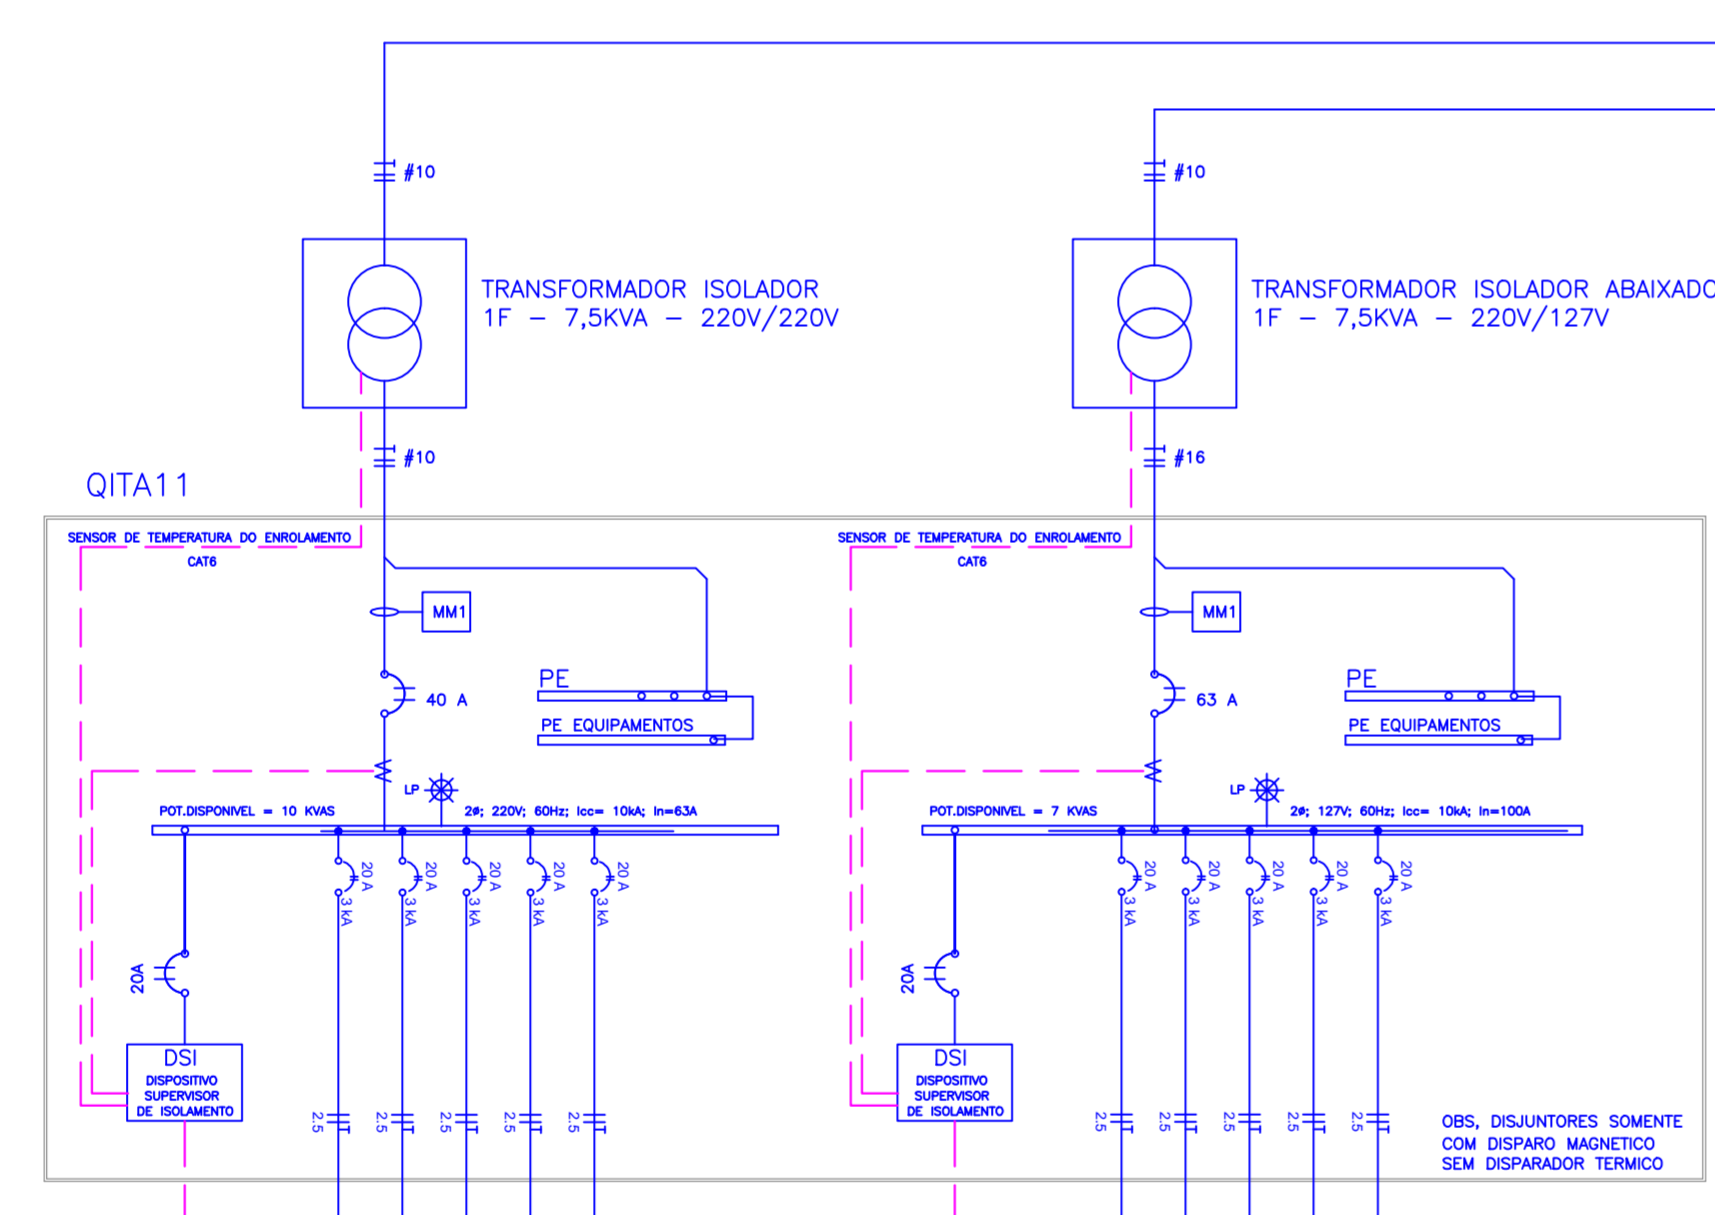 #10
#10
TRANSFORMADOR ISOLADOR
1F – 7,5KVA – 220V/220V
TRANSFORMADOR ISOLADOR ABAIXADO
1F – 7,5KVA – 220V/127V
#10
#16
QITA11
SENSOR DE TEMPERATURA DO ENROLAMENTO
CAT6
SENSOR DE TEMPERATURA DO ENROLAMENTO
CAT6
MM1
MM1
PE
40 A
PE EQUIPAMENTOS
PE
63 A
PE EQUIPAMENTOS
LP
POT.DISPONIVEL = 10 KVAS
2ø; 220V; 60Hz; Icc= 10kA; In=63A
LP
POT.DISPONIVEL = 7 KVAS
2ø; 127V; 60Hz; Icc= 10kA; In=100A
20 A
20 A
20 A
20 A
20 A
20 A
20 A
20 A
20 A
20 A
3 kA
3 kA
3 kA
3 kA
3 kA
3 kA
3 kA
3 kA
3 kA
3 kA
20A
20A
DSI
DISPOSITIVO
SUPERVISOR
DE ISOLAMENTO
DSI
DISPOSITIVO
SUPERVISOR
DE ISOLAMENTO
2.5
2.5
2.5
2.5
2.5
2.5
2.5
2.5
2.5
2.5
OBS, DISJUNTORES SOMENTE
COM DISPARO MAGNETICO
SEM DISPARADOR TERMICO